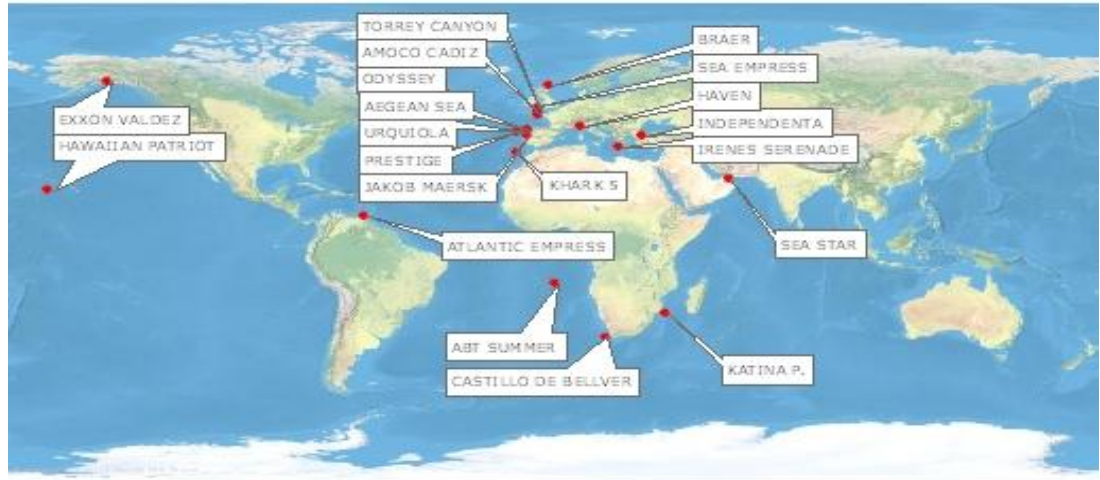 TORREY CANYON
AMOCO CADIZ
ODYSSEY
AEGEAN SEA
URQUIOLA
PRESTIGE
JAKOB MAERSK
BRAER
SEA EMPRESS
HAVEN
INDEPENDENTA
IRENES SERENADE
KHARK 5
EXXON VALDEZ
HAWAIIAN PATRIOT
ATLANTIC EMPRESS
SEA STAR
ABT SUMMER
CASTILLO DE BELLVER
KATINA P.